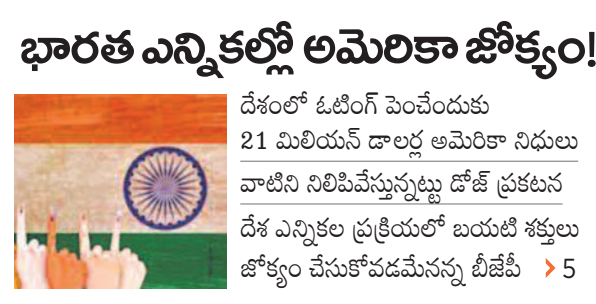 భారత ఎన్నికల్లో అమెరికా జోక్యం!
దేశంలో ఓటింగ్ పెంచేందుకు
21 మిలియన్ డాలర్ల అమెరికా నిధులు
వాటిని నిలిపివేస్తున్నట్టు డోజ్ ప్రకటన
దేశ ఎన్నికల ప్రక్రియలో బయటి శక్తులు
జోక్యం చేసుకోవడమేనన్న బీజేపీ > 5